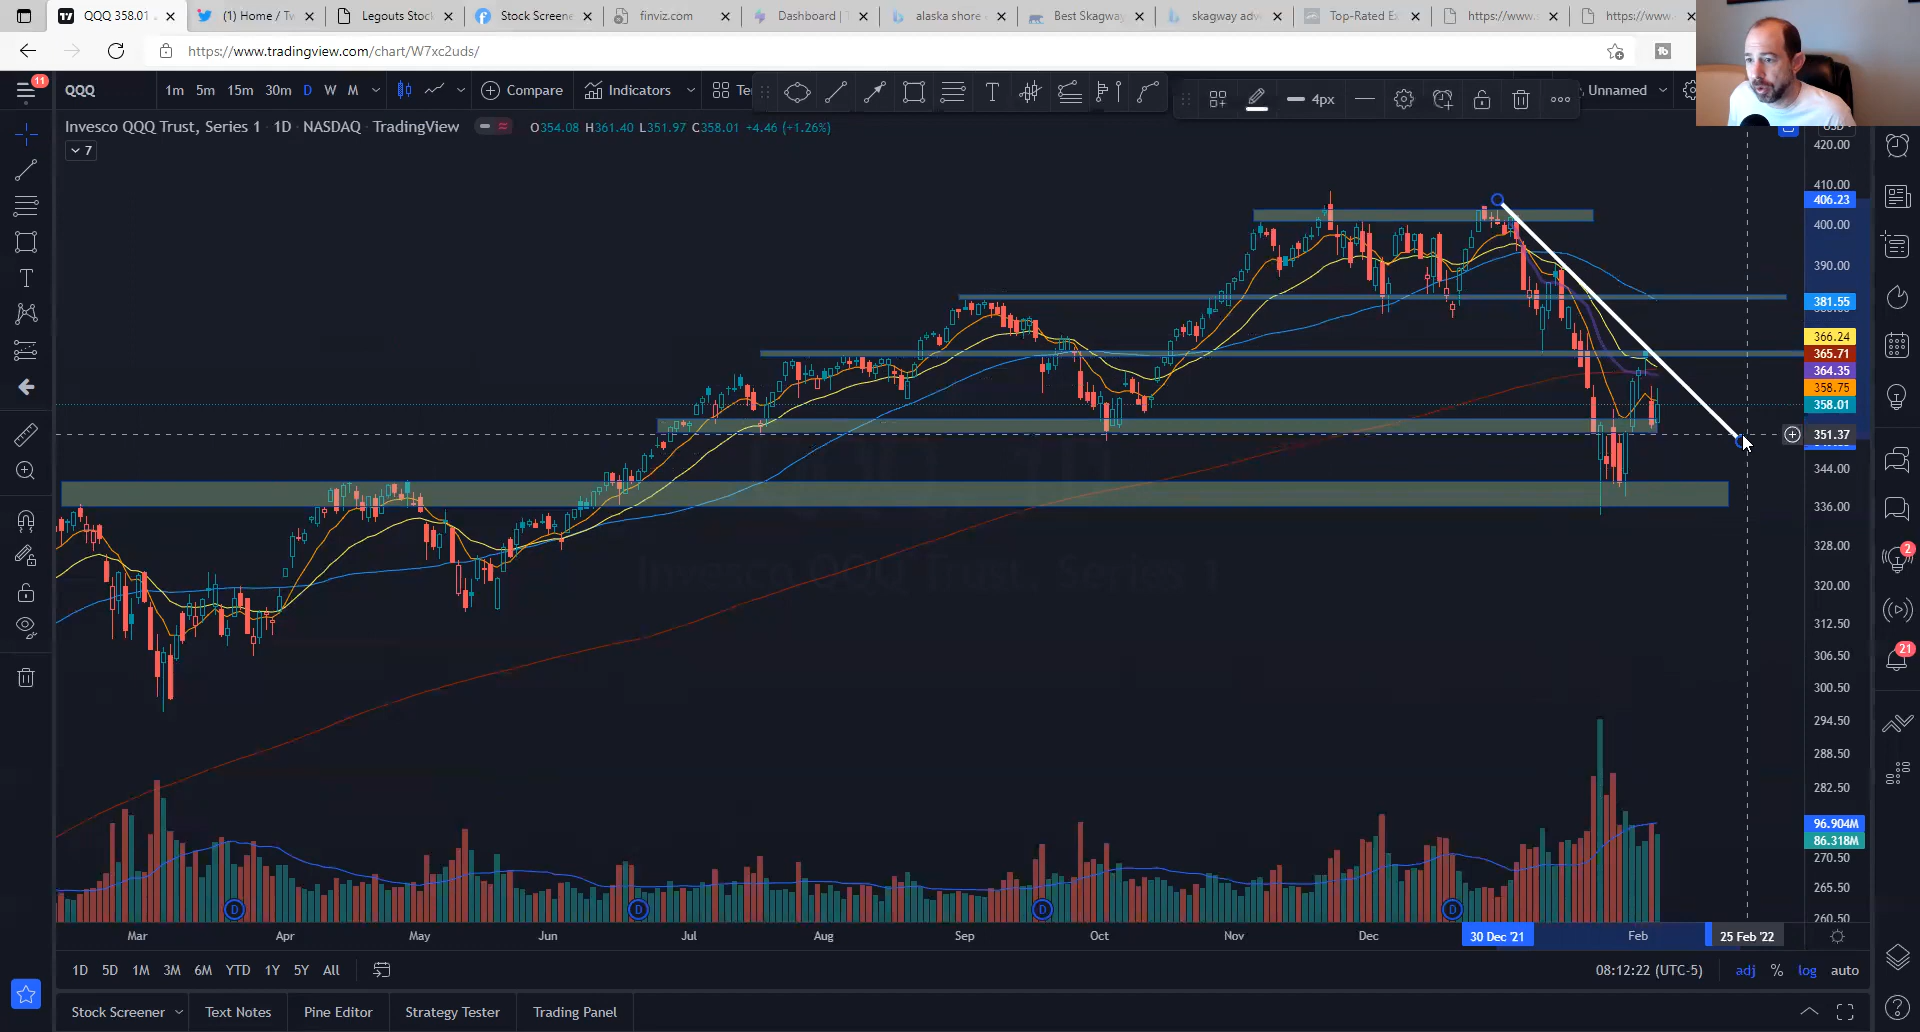 QQQ 358.01
(1) Home / Tw
Legouts Stoc
Stock Screene
finviz.com
Dashboard | T
alaska shore
Best Skagway
skagway adv
Top-Rated Ex
https://www.s
https://www.
https://www.tradingview.com/chart/W7xc2uds/
11
QQQ
1m 5m 15m 30m D W M
Compare
Indicators
Te
4px
Unnamed
Invesco QQQ Trust, Series 1 · 1D · NASDAQ · TradingView
O354.08 H361.40 L351.97 C358.01 +4.46 (+1.26%)
7
420.00
410.00
406.23
400.00
390.00
381.55
366.24
365.71
364.35
358.75
358.01
351.37
344.00
336.00
328.00
320.00
312.50
306.50
300.50
294.50
288.50
282.50
96.904M
86.318M
270.50
265.50
260.50
2
21
D D D D
Mar Apr May Jun Jul Aug Sep Oct Nov Dec 30 Dec '21 Feb 25 Feb '22
1D 5D 1M 3M 6M YTD 1Y 5Y All
08:12:22 (UTC-5)
adj % log auto
Stock Screener
Text Notes
Pine Editor
Strategy Tester
Trading Panel